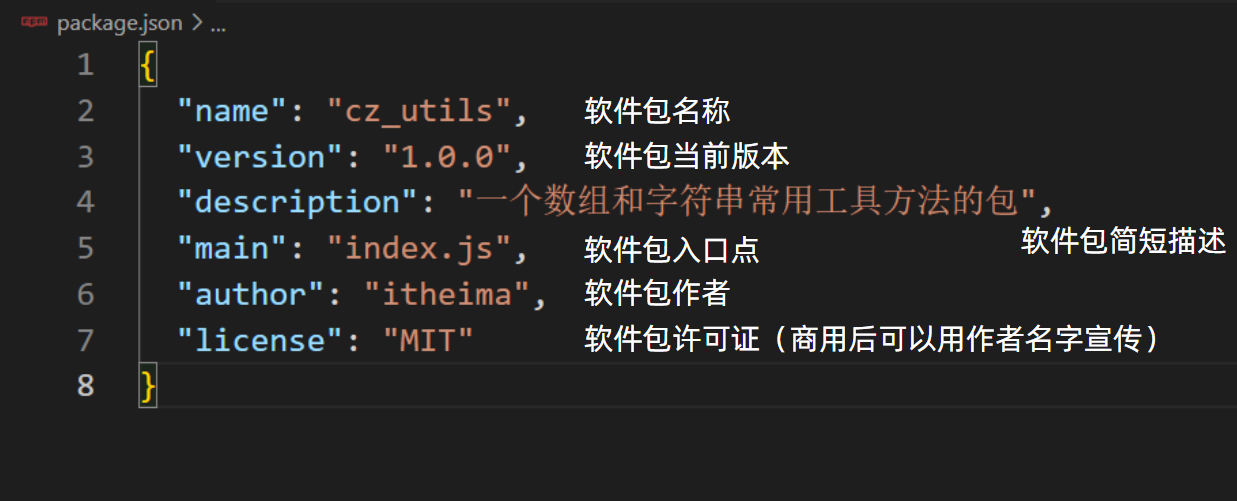 npm package.json > ...
1 {
2 "name": "cz_utils", 软件包名称
3 "version": "1.0.0", 软件包当前版本
4 "description": "一个数组和字符串常用工具方法的包",
软件包简短描述
5 "main": "index.js", 软件包入口点
6 "author": "itheima", 软件包作者
7 "license": "MIT" 软件包许可证（商用后可以用作者名字宣传）
8 }